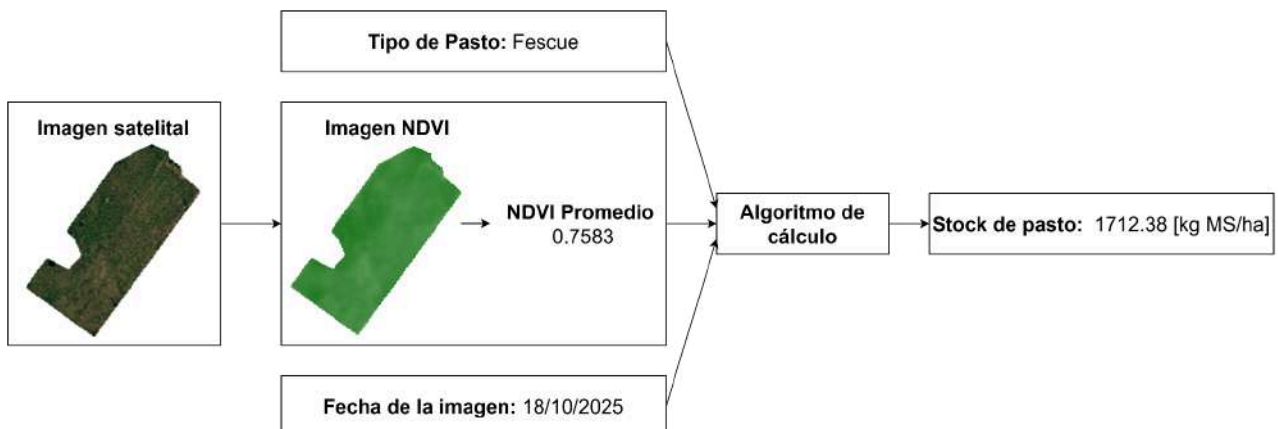 Tipo de Pasto: Fescue
Imagen satelital
Imagen NDVI
NDVI Promedio
0.7583
Algoritmo de
cálculo
Stock de pasto: 1712.38 [kg MS/ha]
Fecha de la imagen: 18/10/2025